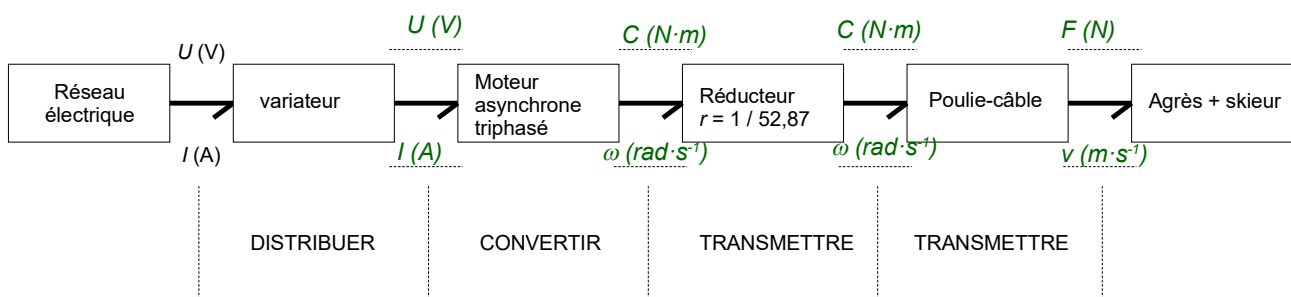 U (V)
C (N·m)
C (N·m)
F (N)
U (V)
Réseau
électrique
variateur
Moteur
asynchrone
triphasé
Réducteur
r = 1 / 52,87
Poulie-câble
Agrès + skieur
I (A)
I (A)
ω (rad·s⁻¹)
ω (rad·s⁻¹)
v (m·s⁻¹)
DISTRIBUER
CONVERTIR
TRANSMETTRE
TRANSMETTRE